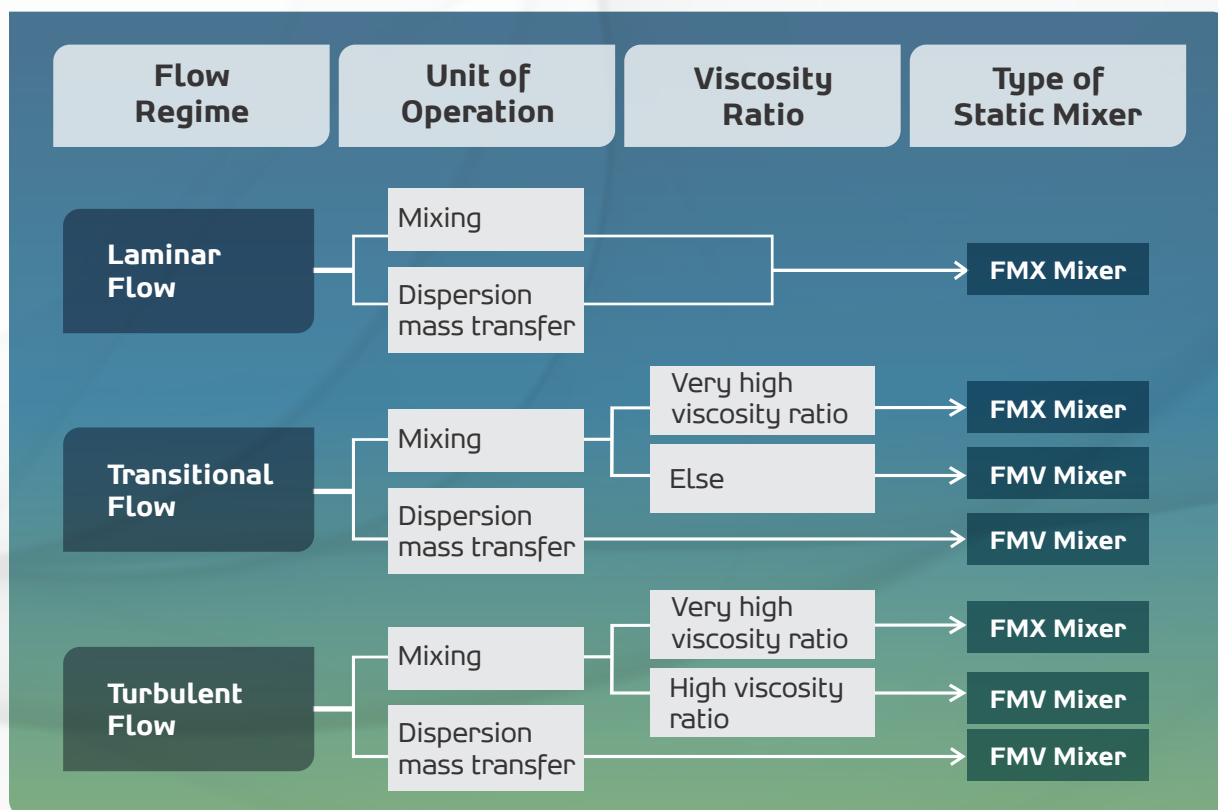 Flow
Regime
Unit of
Operation
Viscosity
Ratio
Type of
Static Mixer
Laminar
Flow
Mixing
Dispersion
mass transfer
FMX Mixer
Transitional
Flow
Mixing
Very high
viscosity ratio
FMX Mixer
Else
FMV Mixer
Dispersion
mass transfer
FMV Mixer
Turbulent
Flow
Mixing
Very high
viscosity ratio
FMX Mixer
High viscosity
ratio
FMV Mixer
Dispersion
mass transfer
FMV Mixer